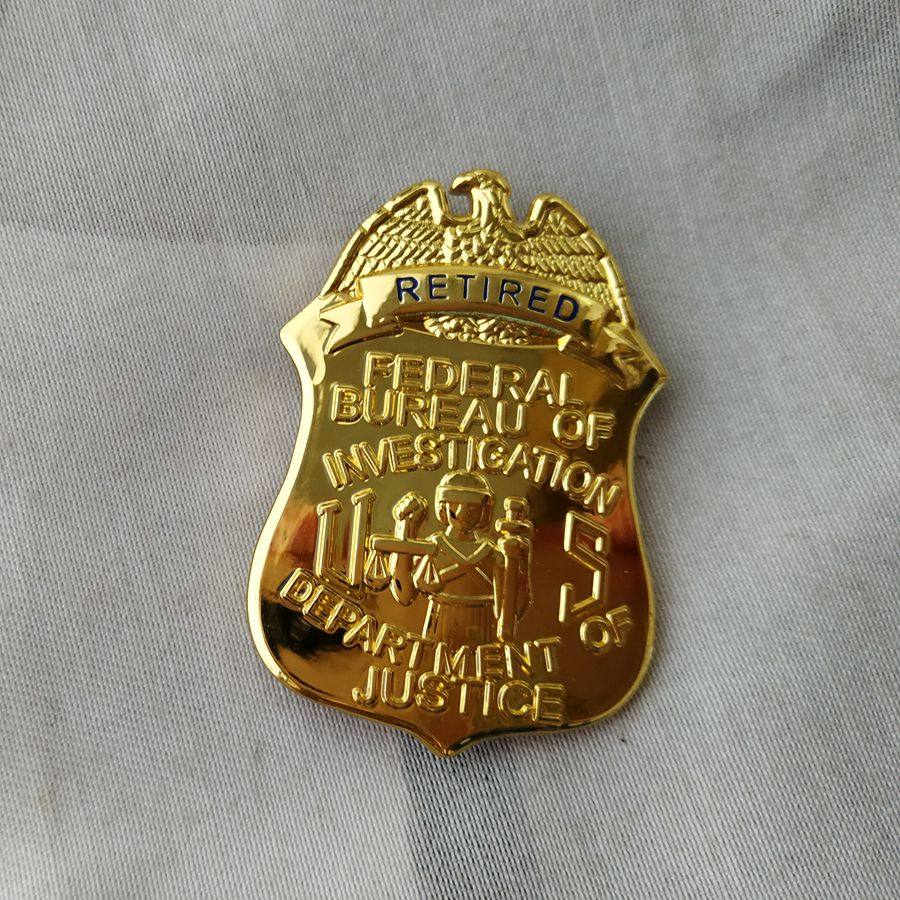 RETIRED
FEDERAL
BUREAU OF
INVESTIGATION
U S
DEPARTMENT OF
JUSTICE